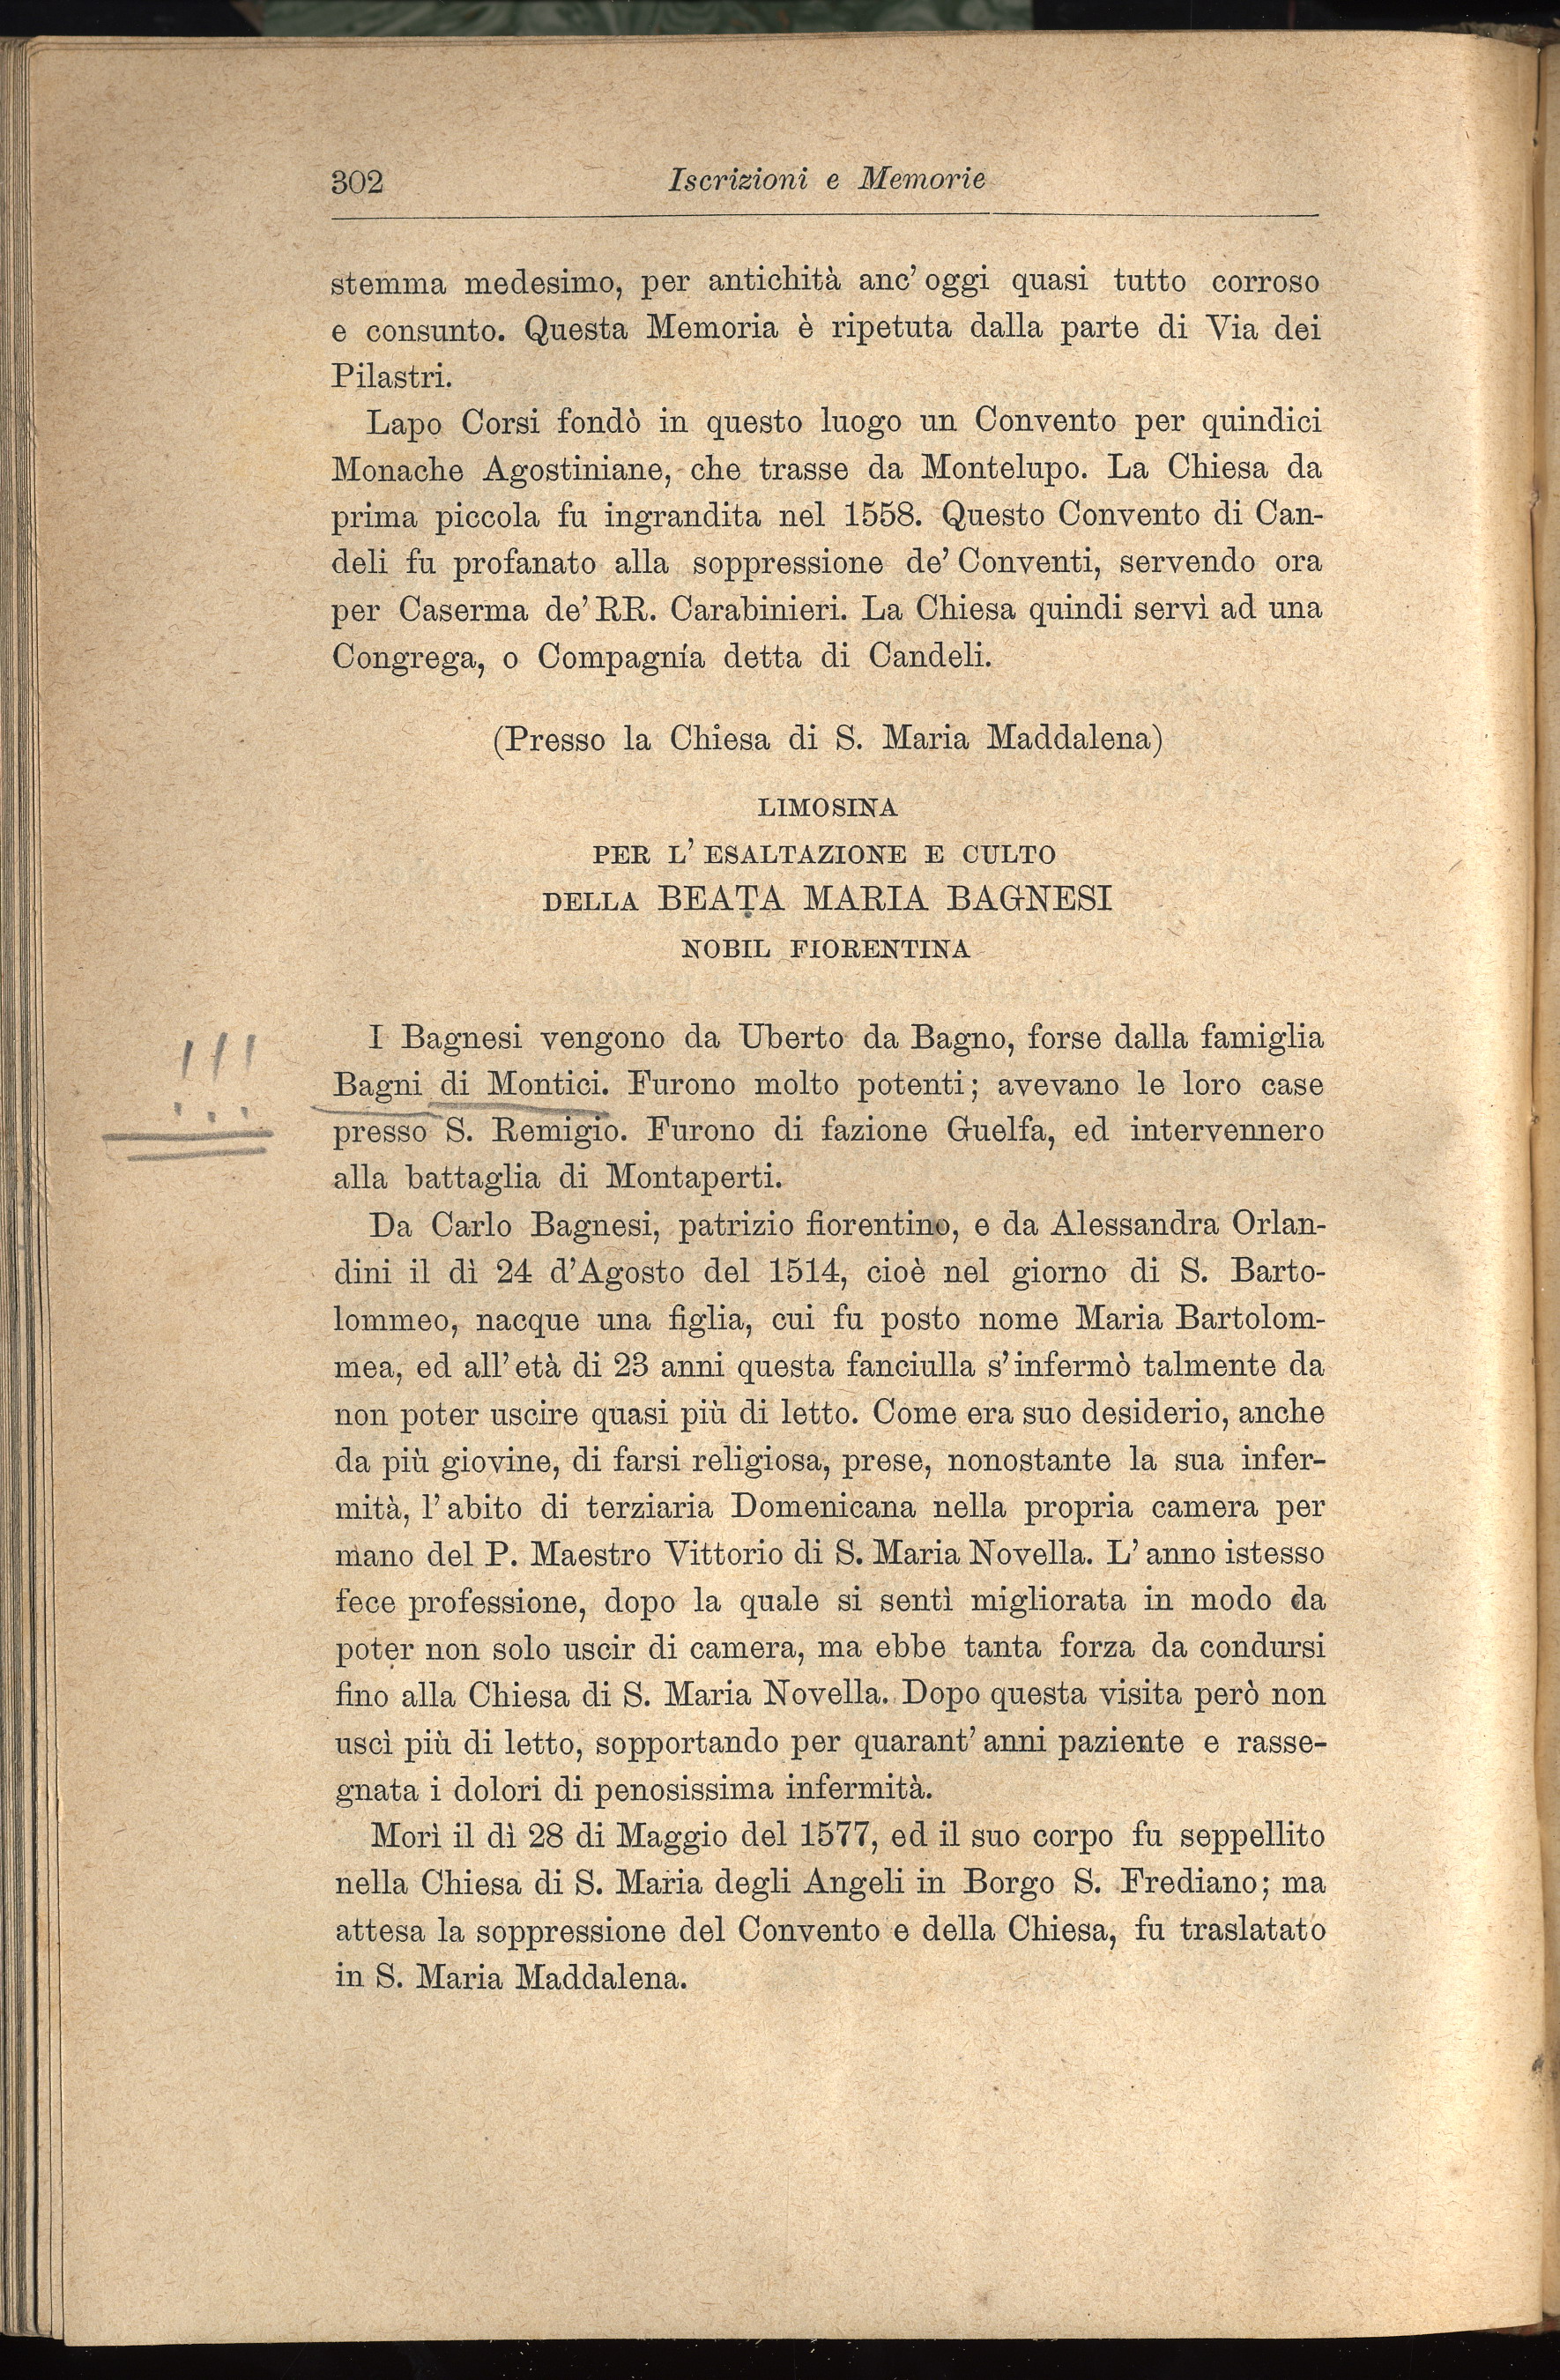 302
Iscrizioni e Memorie
stemma medesimo, per antichità anc' oggi quasi tutto corroso
e consunto. Questa Memoria è ripetuta dalla parte di Via dei
Pilastri.
Lapo Corsi fondò in questo luogo un Convento per quindici
Monache Agostiniane, che trasse da Montelupo. La Chiesa da
prima piccola fu ingrandita nel 1558. Questo Convento di Can-
deli fu profanato alla soppressione de' Conventi, servendo ora
per Caserma de' RR. Carabinieri. La Chiesa quindi servì ad una
Congrega, o Compagnía detta di Candeli.
(Presso la Chiesa di S. Maria Maddalena)
LIMOSINA
PER L' ESALTAZIONE E CULTO
DELLA BEATA MARIA BAGNESI
NOBIL FIORENTINA
I Bagnesi vengono da Uberto da Bagno, forse dalla famiglia
!!! Bagni di Montici. Furono molto potenti; avevano le loro case
presso S. Remigio. Furono di fazione Guelfa, ed intervennero
alla battaglia di Montaperti.
Da Carlo Bagnesi, patrizio fiorentino, e da Alessandra Orlan-
dini il dì 24 d'Agosto del 1514, cioè nel giorno di S. Barto-
lommeo, nacque una figlia, cui fu posto nome Maria Bartolom-
mea, ed all' età di 23 anni questa fanciulla s' infermò talmente da
non poter uscire quasi più di letto. Come era suo desiderio, anche
da più giovine, di farsi religiosa, prese, nonostante la sua infer-
mità, l' abito di terziaria Domenicana nella propria camera per
mano del P. Maestro Vittorio di S. Maria Novella. L' anno istesso
fece professione, dopo la quale si sentì migliorata in modo da
poter non solo uscir di camera, ma ebbe tanta forza da condursi
fino alla Chiesa di S. Maria Novella. Dopo questa visita però non
uscì più di letto, sopportando per quarant' anni paziente e rasse-
gnata i dolori di penosissima infermità.
Morì il dì 28 di Maggio del 1577, ed il suo corpo fu seppellito
nella Chiesa di S. Maria degli Angeli in Borgo S. Frediano; ma
attesa la soppressione del Convento e della Chiesa, fu traslatato
in S. Maria Maddalena.